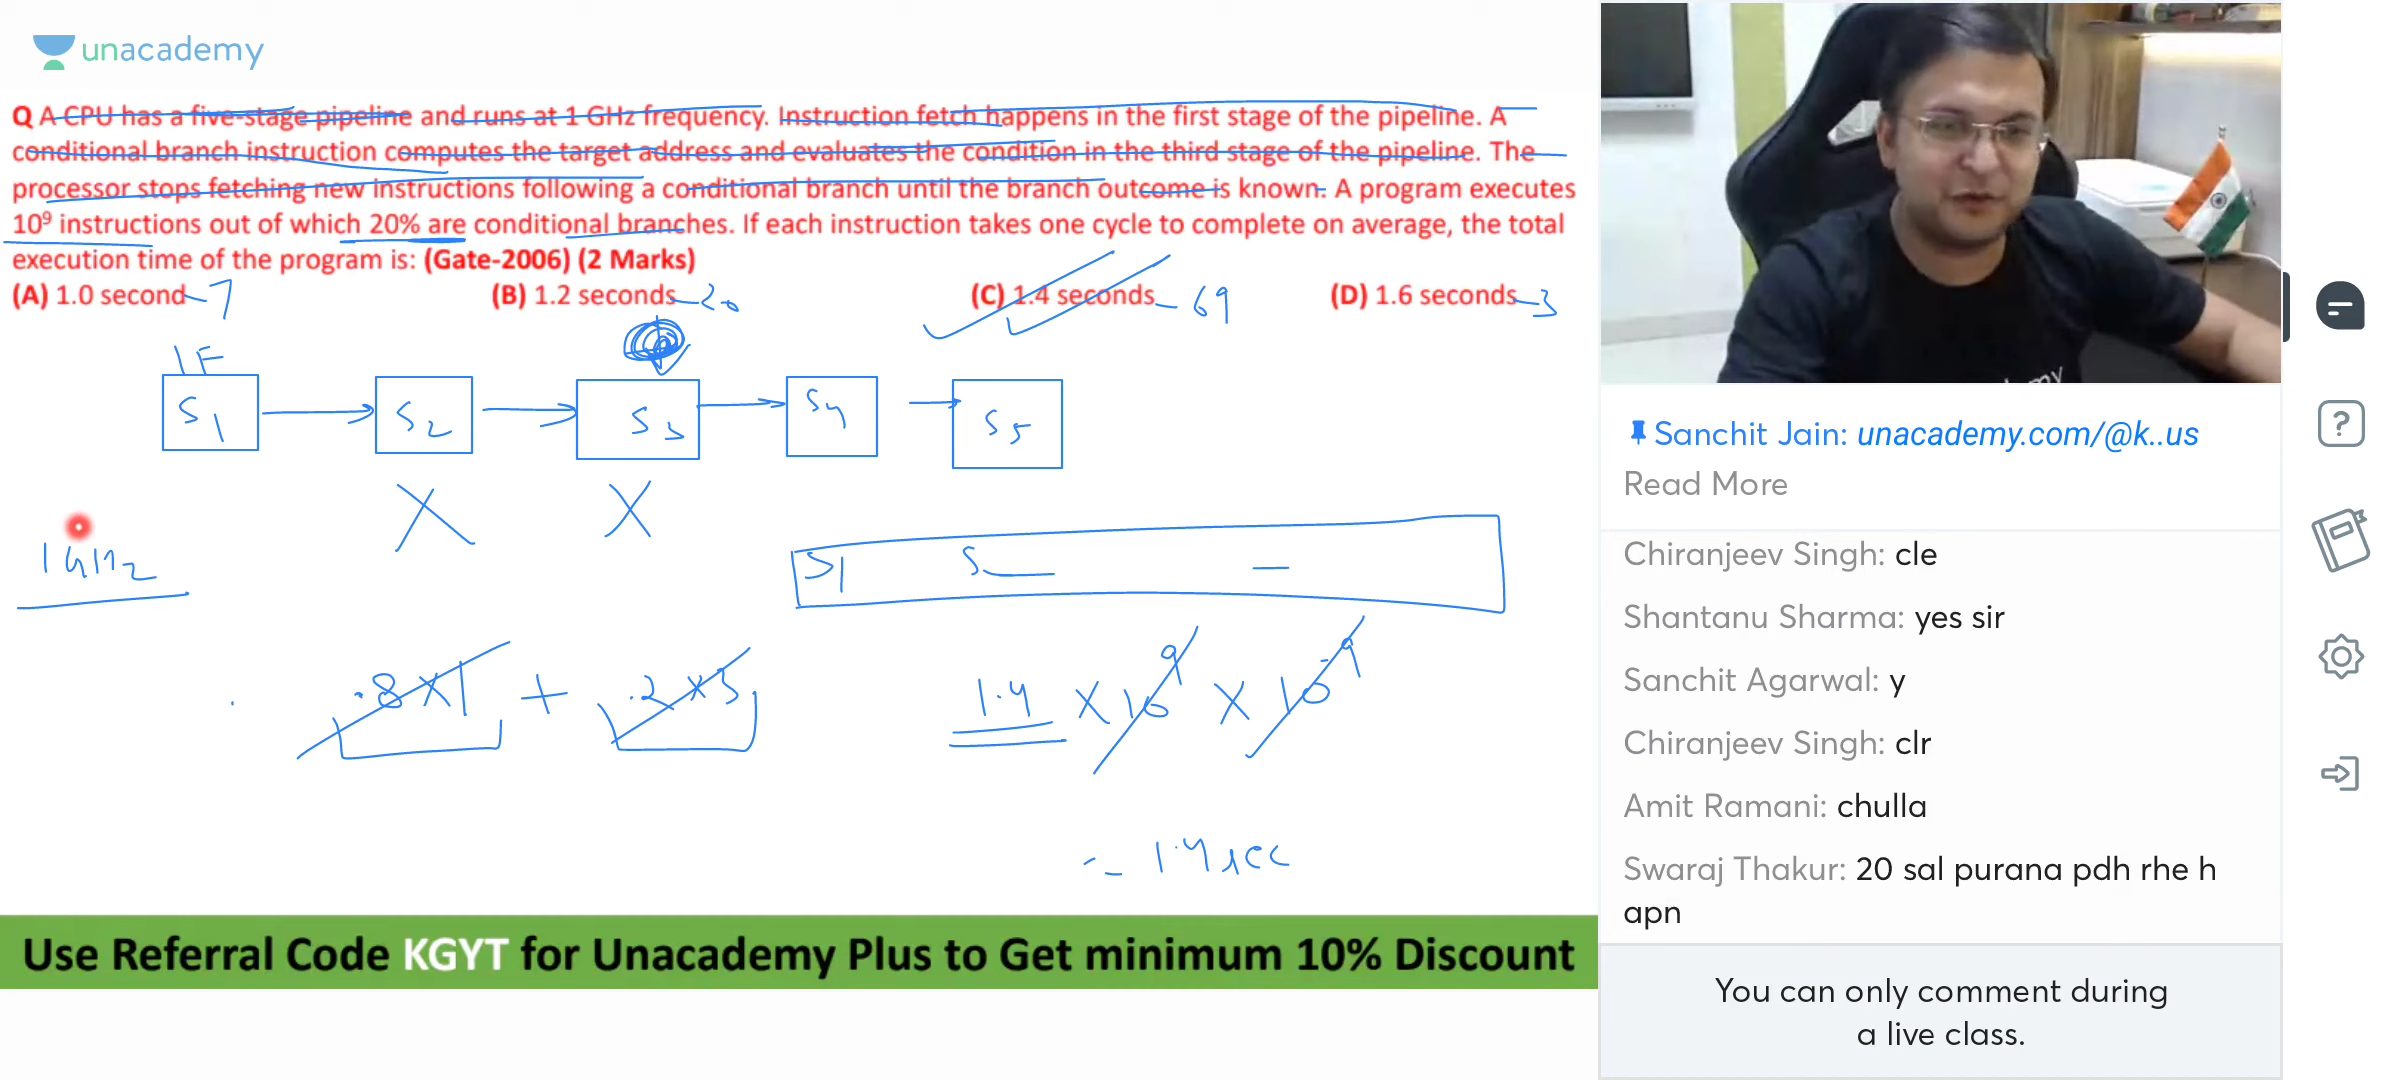 unacademy
Q A CPU has a five-stage pipeline and runs at 1 GHz frequency. Instruction fetch happens in the first stage of the pipeline. A
conditional branch instruction computes the target address and evaluates the condition in the third stage of the pipeline. The
processor stops fetching new instructions following a conditional branch until the branch outcome is known. A program executes
10⁹ instructions out of which 20% are conditional branches. If each instruction takes one cycle to complete on average, the total
execution time of the program is: (Gate-2006) (2 Marks)
(A) 1.0 second - 7 (B) 1.2 seconds - 20 (C) 1.4 seconds - 69 (D) 1.6 seconds - 3
IF
S1 S2 S3 S4 S5
X X
1 GHz
S1 S
.8 x 1 + .2 x 3 1.4 x 10⁹ x 10⁻⁹
= 1.4 sec
Use Referral Code KGYT for Unacademy Plus to Get minimum 10% Discount
Sanchit Jain: unacademy.com/@k..us
Read More
Chiranjeev Singh: cle
Shantanu Sharma: yes sir
Sanchit Agarwal: y
Chiranjeev Singh: clr
Amit Ramani: chulla
Swaraj Thakur: 20 sal purana pdh rhe h
apn
You can only comment during
a live class.